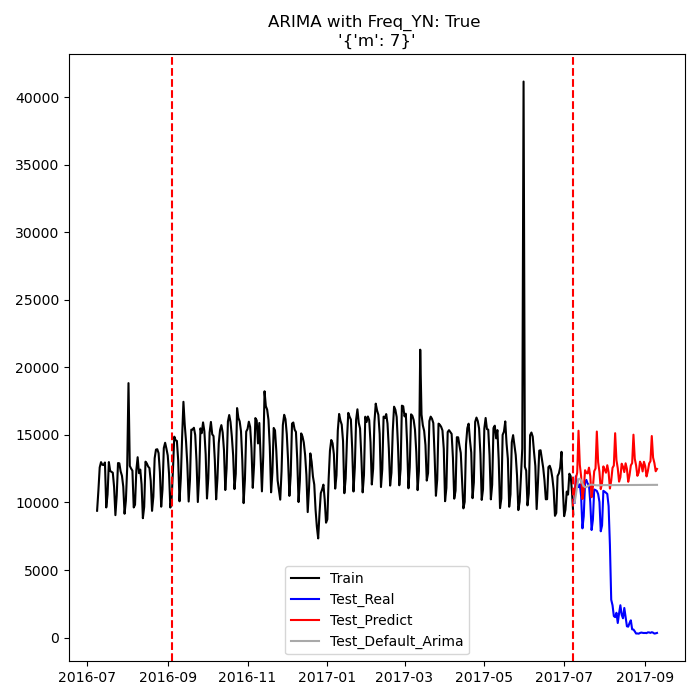 ARIMA with Freq_YN: True
'{'m': 7}'
40000
35000
30000
25000
20000
15000
10000
5000
0
Train
Test_Real
Test_Predict
Test_Default_Arima
2016-07 2016-09 2016-11 2017-01 2017-03 2017-05 2017-07 2017-09